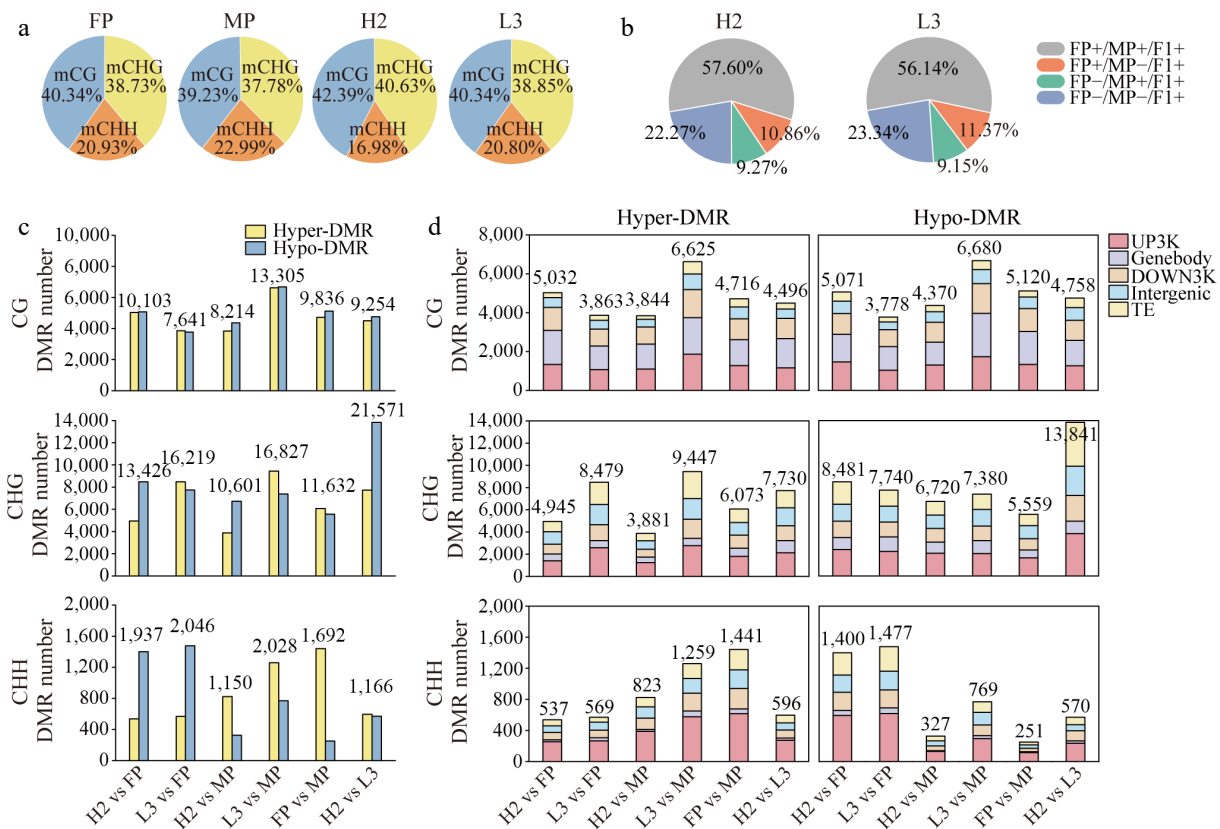 a
FP
MP
H2
L3
mCG
40.34%
mCHG
38.73%
mCHH
20.93%
mCG
39.23%
mCHG
37.78%
mCHH
22.99%
mCG
42.39%
mCHG
40.63%
mCHH
16.98%
mCG
40.34%
mCHG
38.85%
mCHH
20.80%
b
H2
L3
57.60%
10.86%
9.27%
22.27%
56.14%
11.37%
9.15%
23.34%
FP+/MP+/F1+
FP+/MP−/F1+
FP−/MP+/F1+
FP−/MP−/F1+
c
Hyper-DMR
Hypo-DMR
CG
DMR number
10,000
8,000
6,000
4,000
2,000
0
10,103
7,641
8,214
13,305
9,836
9,254
CHG
DMR number
14,000
12,000
10,000
8,000
6,000
4,000
2,000
0
13,426
16,219
10,601
16,827
11,632
21,571
CHH
DMR number
2,000
1,600
1,200
800
400
0
1,937
2,046
1,150
2,028
1,692
1,166
H2 vs FP
L3 vs FP
H2 vs MP
L3 vs MP
FP vs MP
H2 vs L3
d
Hyper-DMR
Hypo-DMR
UP3K
Genebody
DOWN3K
Intergenic
TE
CG
DMR number
8,000
6,000
4,000
2,000
0
5,032
3,863
3,844
6,625
4,716
4,496
5,071
3,778
4,370
6,680
5,120
4,758
CHG
DMR number
14,000
12,000
10,000
8,000
6,000
4,000
2,000
0
4,945
8,479
3,881
9,447
6,073
7,730
8,481
7,740
6,720
7,380
5,559
13,841
CHH
DMR number
2,000
1,600
1,200
800
400
0
537
569
823
1,259
1,441
596
1,400
1,477
327
769
251
570
H2 vs FP
L3 vs FP
H2 vs MP
L3 vs MP
FP vs MP
H2 vs L3
H2 vs FP
L3 vs FP
H2 vs MP
L3 vs MP
FP vs MP
H2 vs L3